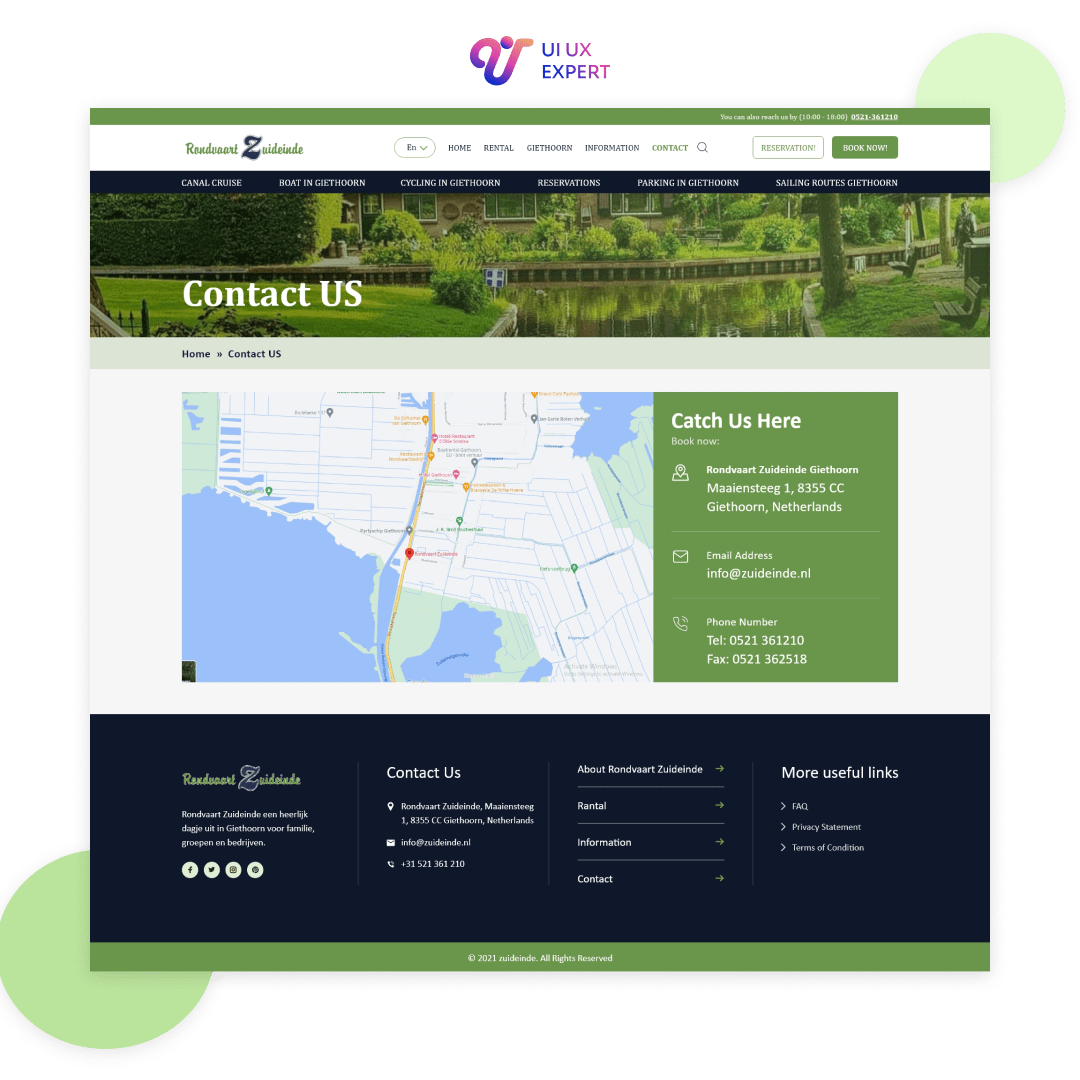 UI UX
EXPERT
You can also reach us by (10:00 - 18:00) 0521-361210
Rondvaart Zuideinde
En
HOME
RENTAL
GIETHOORN
INFORMATION
CONTACT
RESERVATION!
BOOK NOW!
CANAL CRUISE
BOAT IN GIETHOORN
CYCLING IN GIETHOORN
RESERVATIONS
PARKING IN GIETHOORN
SAILING ROUTES GIETHOORN
Contact US
Home » Contact US
Hotel-Restaurant
Rondvaart Zuideinde
Activate Windows
Catch Us Here
Book now:
Rondvaart Zuideinde Giethoorn
Maaiensteeg 1, 8355 CC
Giethoorn, Netherlands
Email Address
info@zuideinde.nl
Phone Number
Tel: 0521 361210
Fax: 0521 362518
Rondvaart Zuideinde
Rondvaart Zuideinde een heerlijk
dagje uit in Giethoorn voor familie,
groepen en bedrijven.
Contact Us
Rondvaart Zuideinde, Maaiensteeg
1, 8355 CC Giethoorn, Netherlands
info@zuideinde.nl
+31 521 361 210
About Rondvaart Zuideinde
Rantal
Information
Contact
More useful links
FAQ
Privacy Statement
Terms of Condition
© 2021 zuideinde. All Rights Reserved